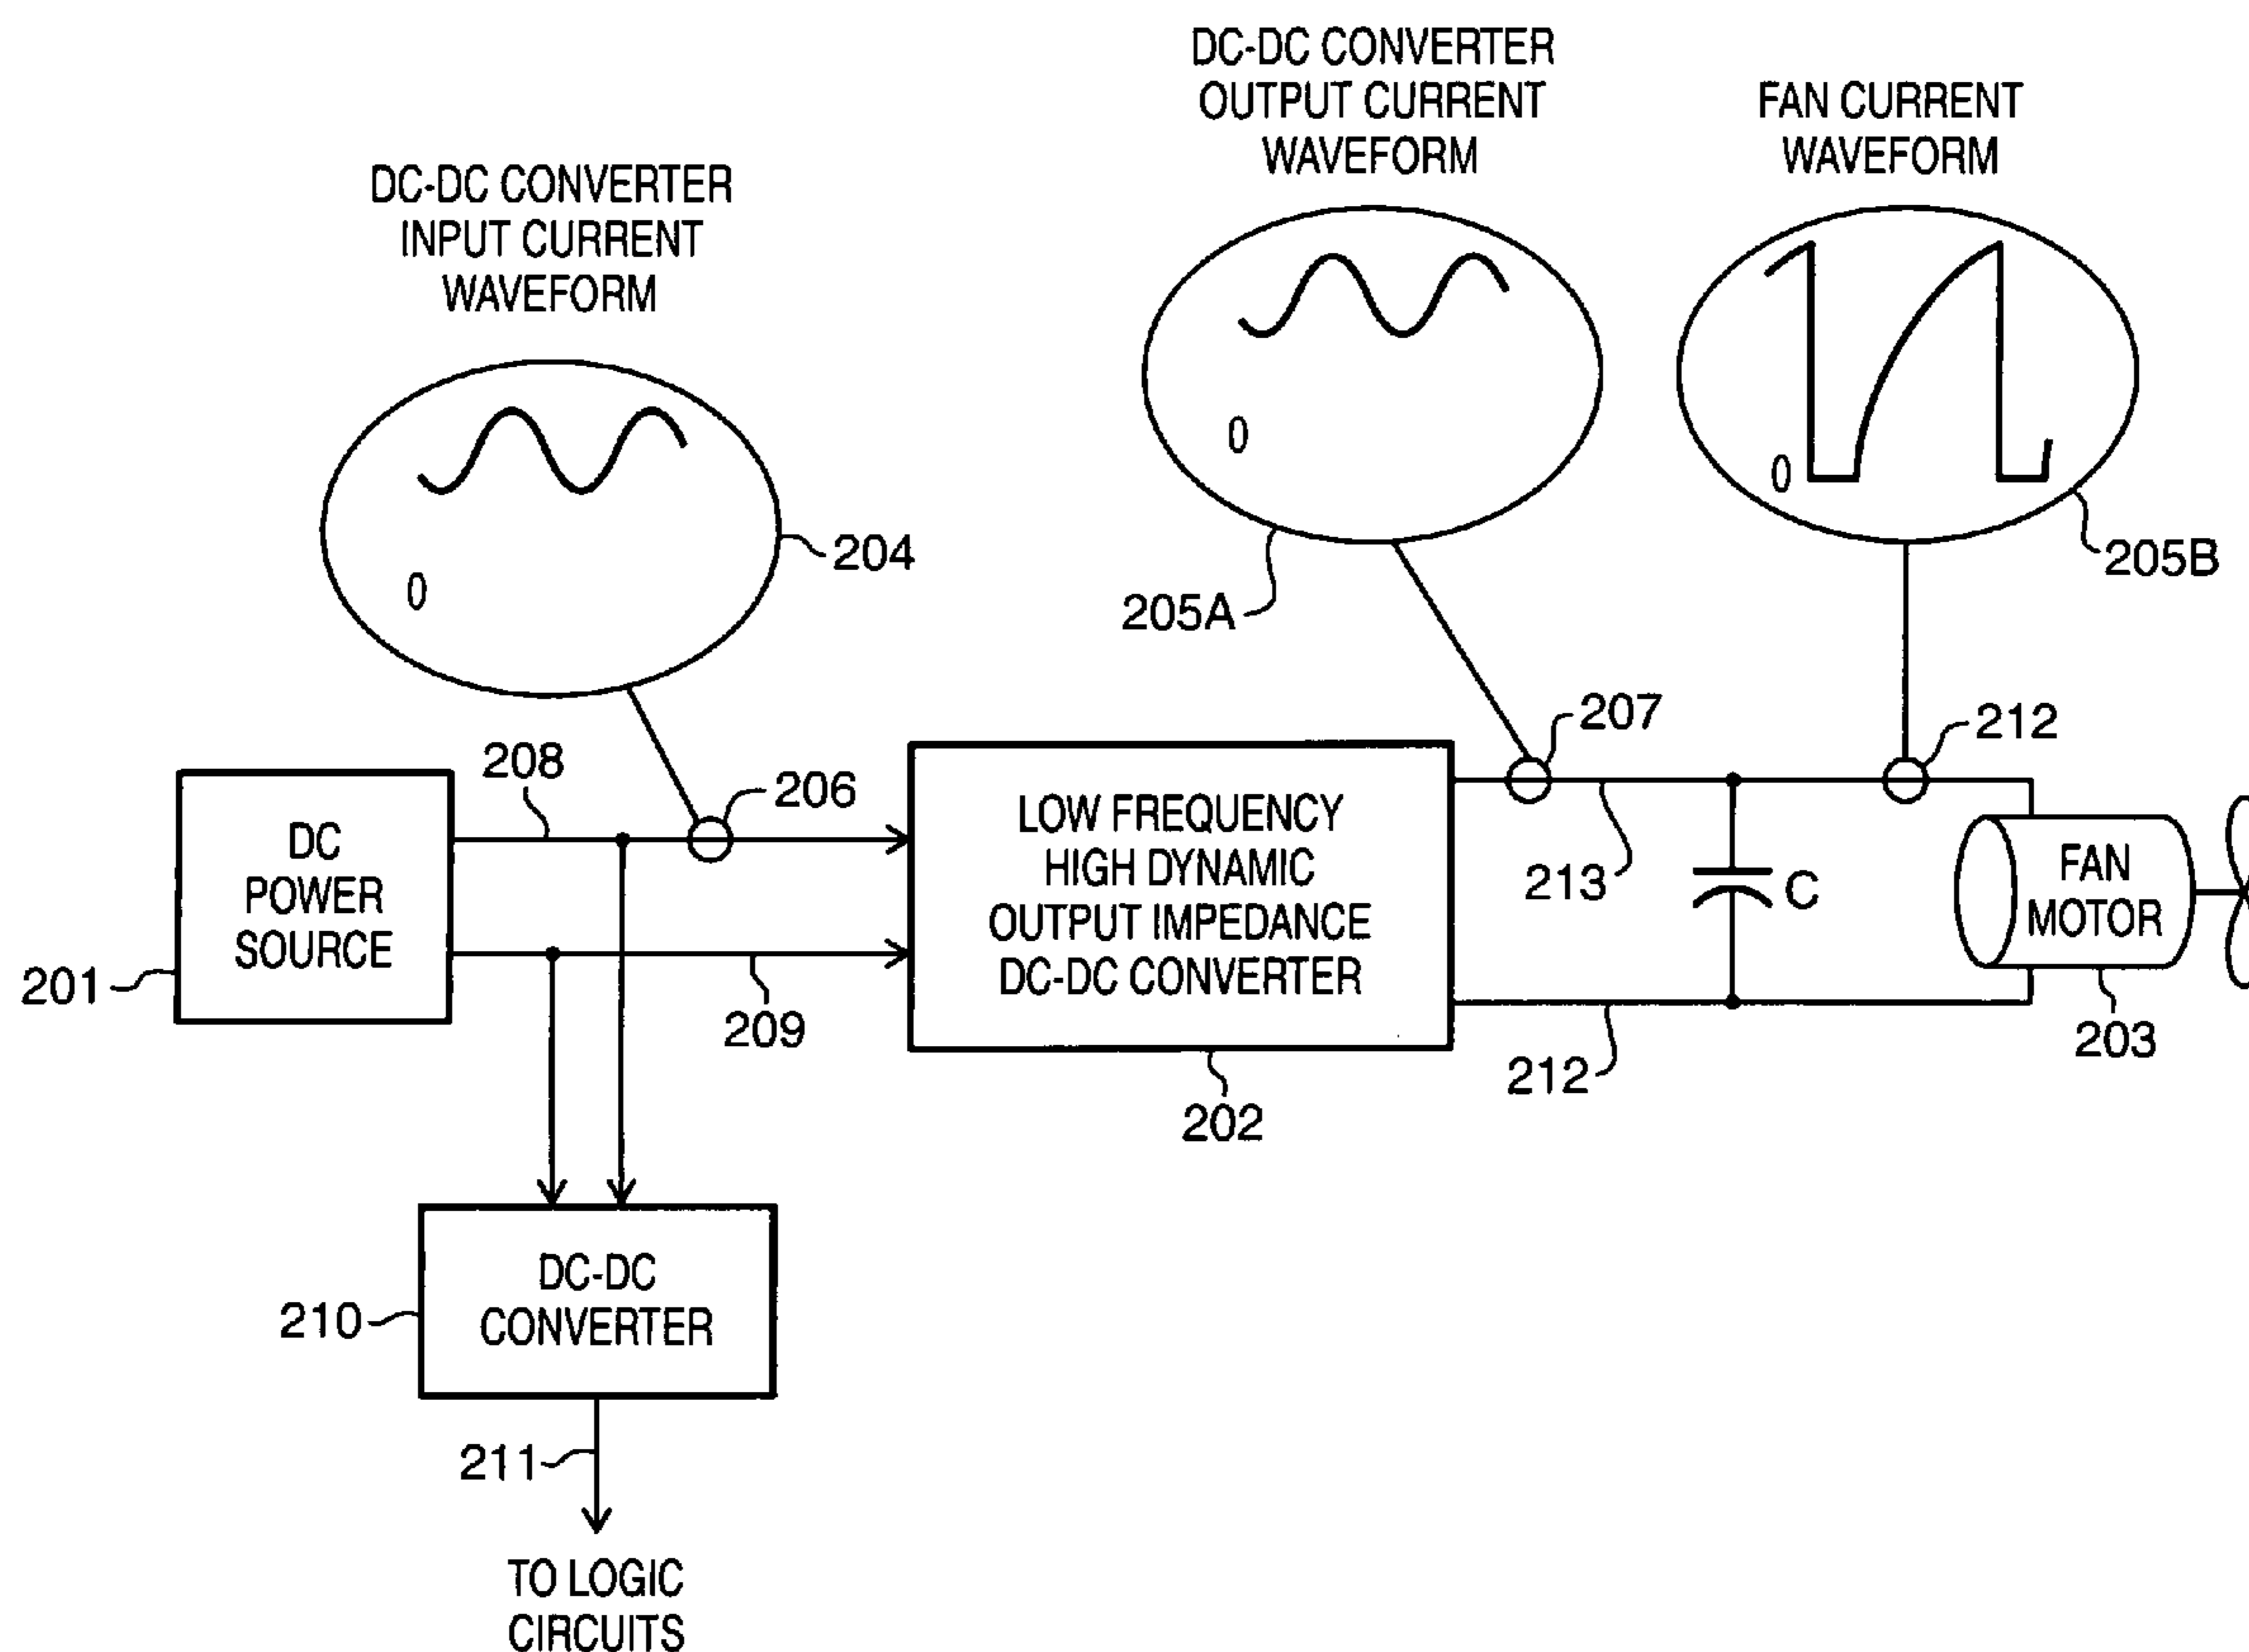 DC-DC CONVERTER
OUTPUT CURRENT
WAVEFORM
FAN CURRENT
WAVEFORM
DC-DC CONVERTER
INPUT CURRENT
WAVEFORM
0
204
0
205A
0
205B
208
206
207
212
DC
POWER
SOURCE
201
209
LOW FREQUENCY
HIGH DYNAMIC
OUTPUT IMPEDANCE
DC-DC CONVERTER
202
213
C
212
FAN
MOTOR
203
DC-DC
CONVERTER
210
211
TO LOGIC
CIRCUITS